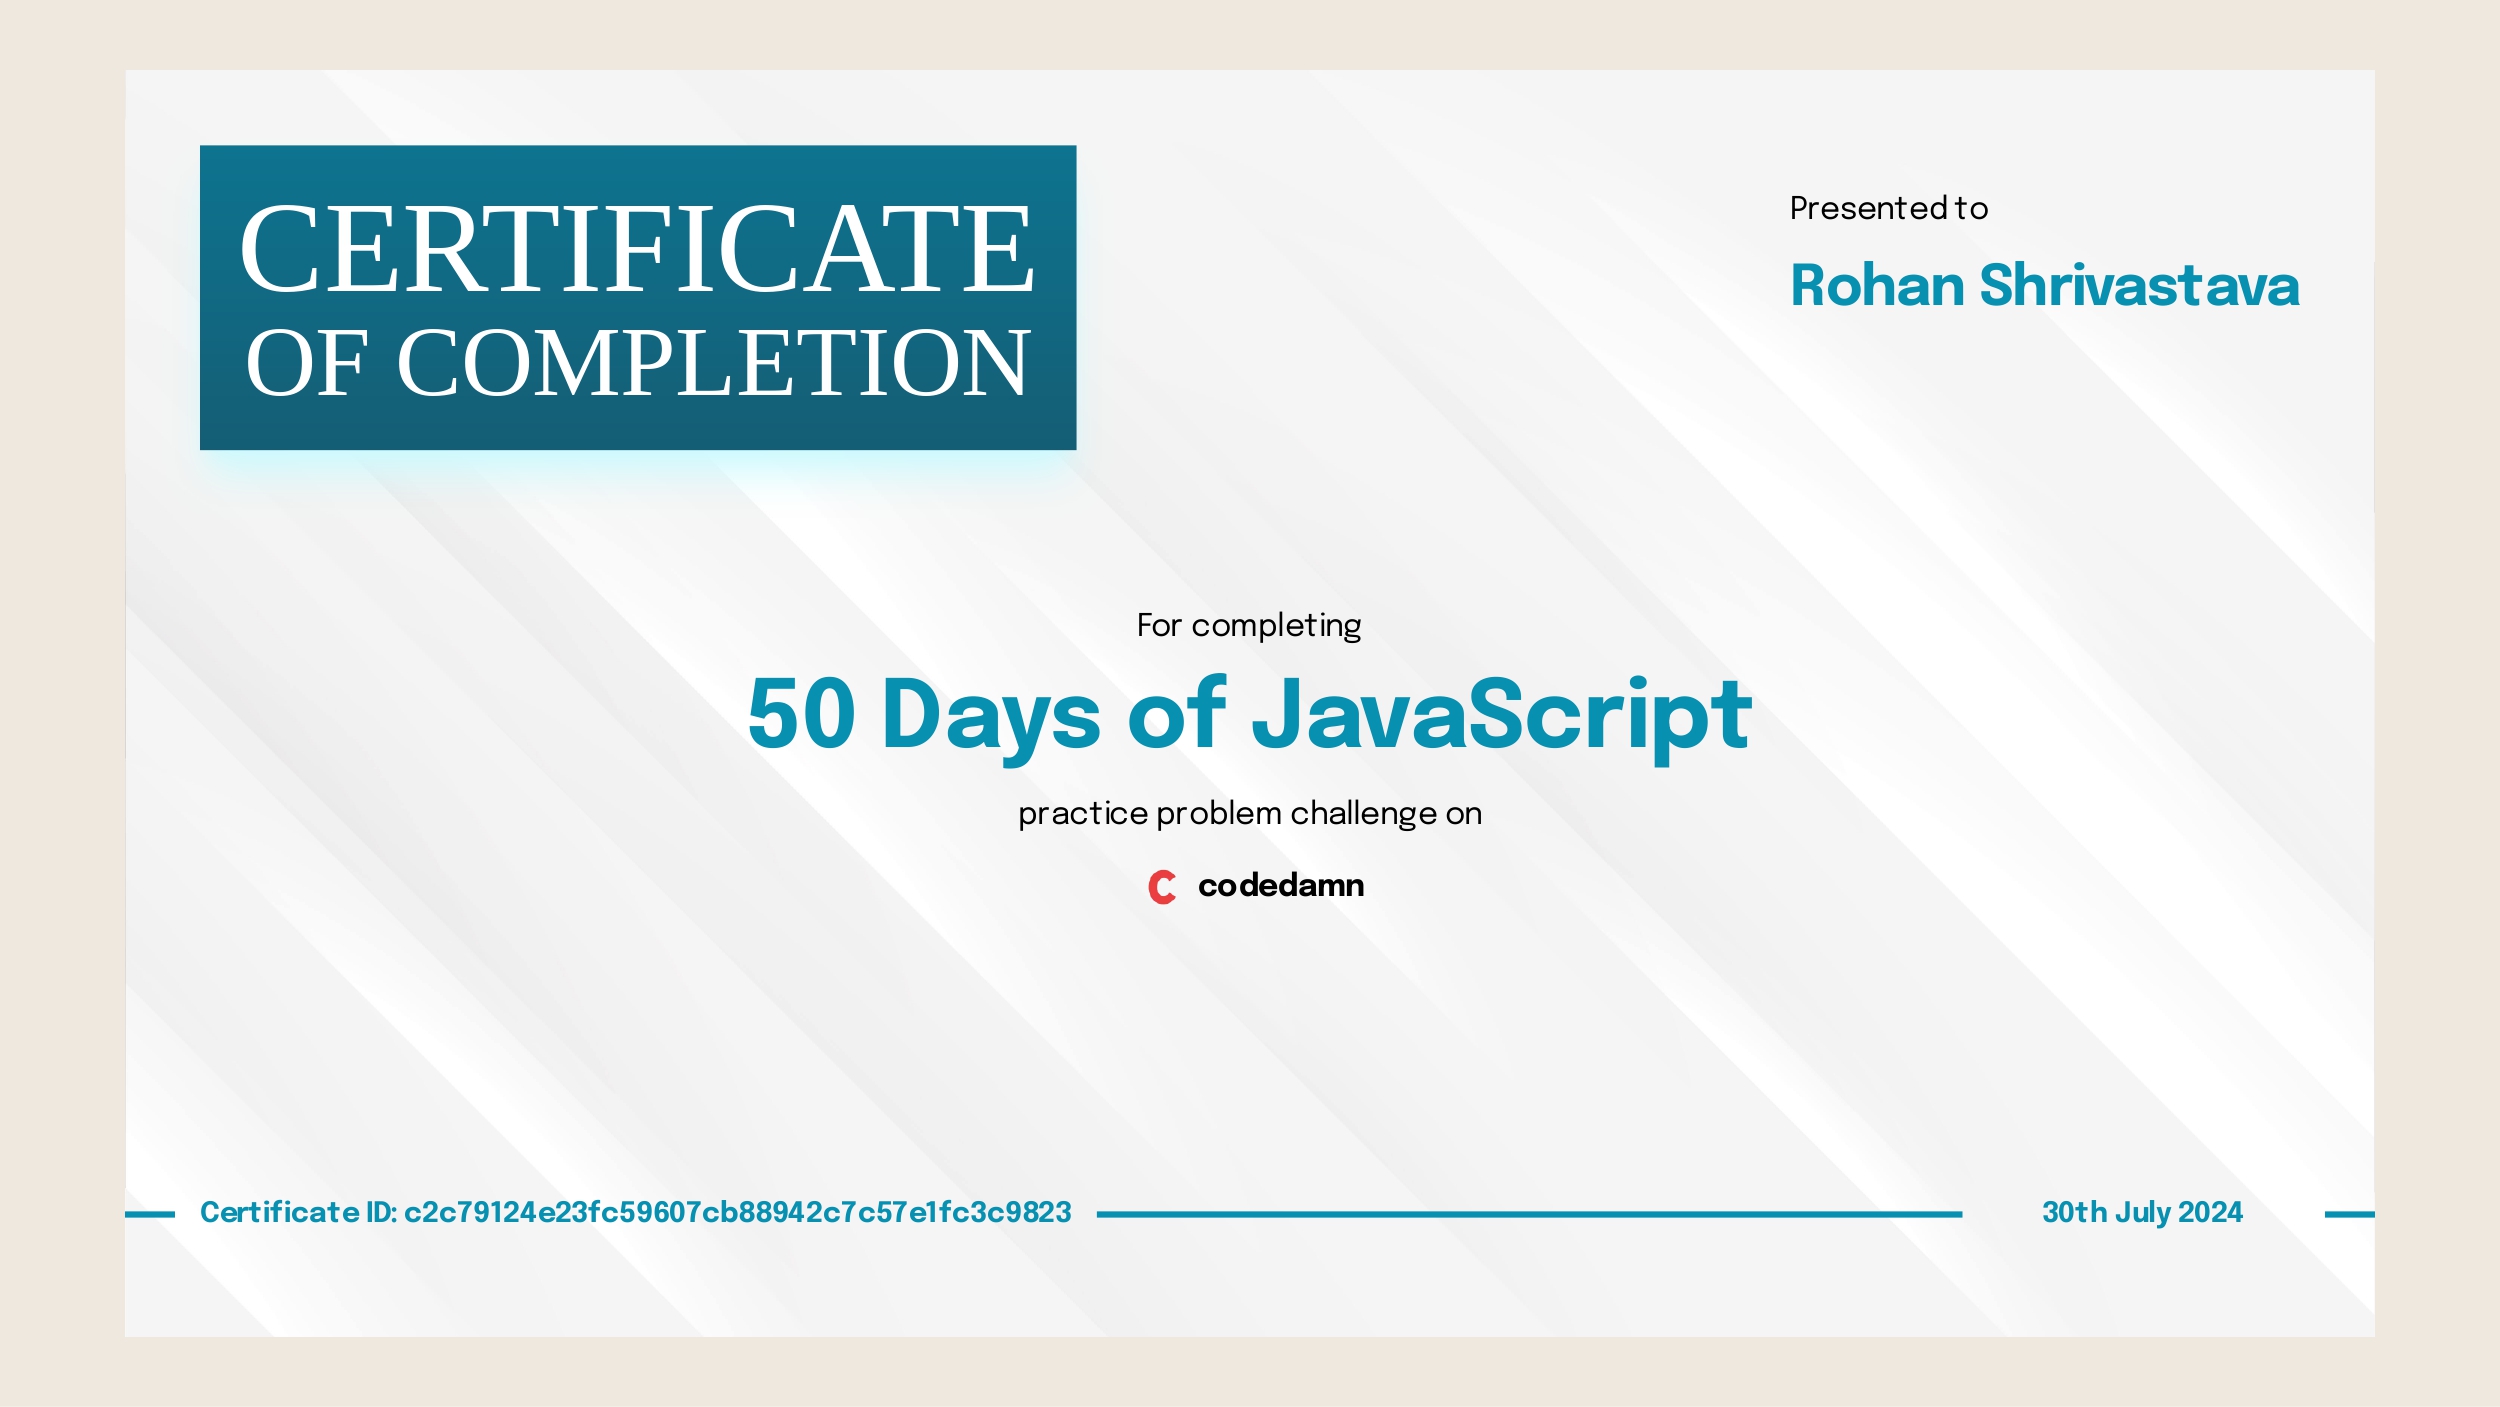 CERTIFICATE
OF COMPLETION
Presented to
Rohan Shrivastava
For completing
50 Days of JavaScript
practice problem challenge on
codedamn
Certificate ID: c2c79124e23fc59607cb88942c7c57e1fc3c9823
30th July 2024